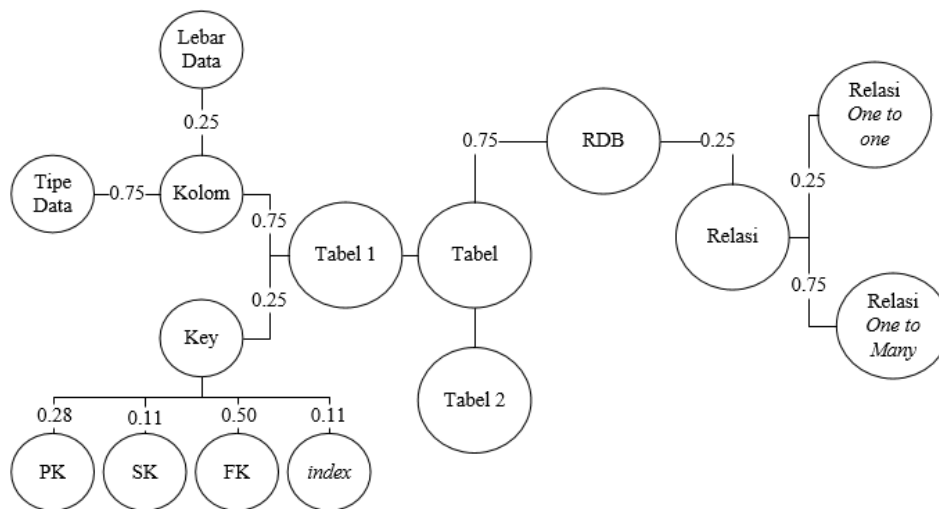 Lebar
Data
0.25
Tipe
Data
0.75
Kolom
0.75
Tabel 1
0.25
Key
0.28
0.11
0.50
0.11
PK
SK
FK
index
Tabel
0.75
RDB
0.25
Tabel 2
Relasi
0.25
Relasi
One to
one
0.75
Relasi
One to
Many